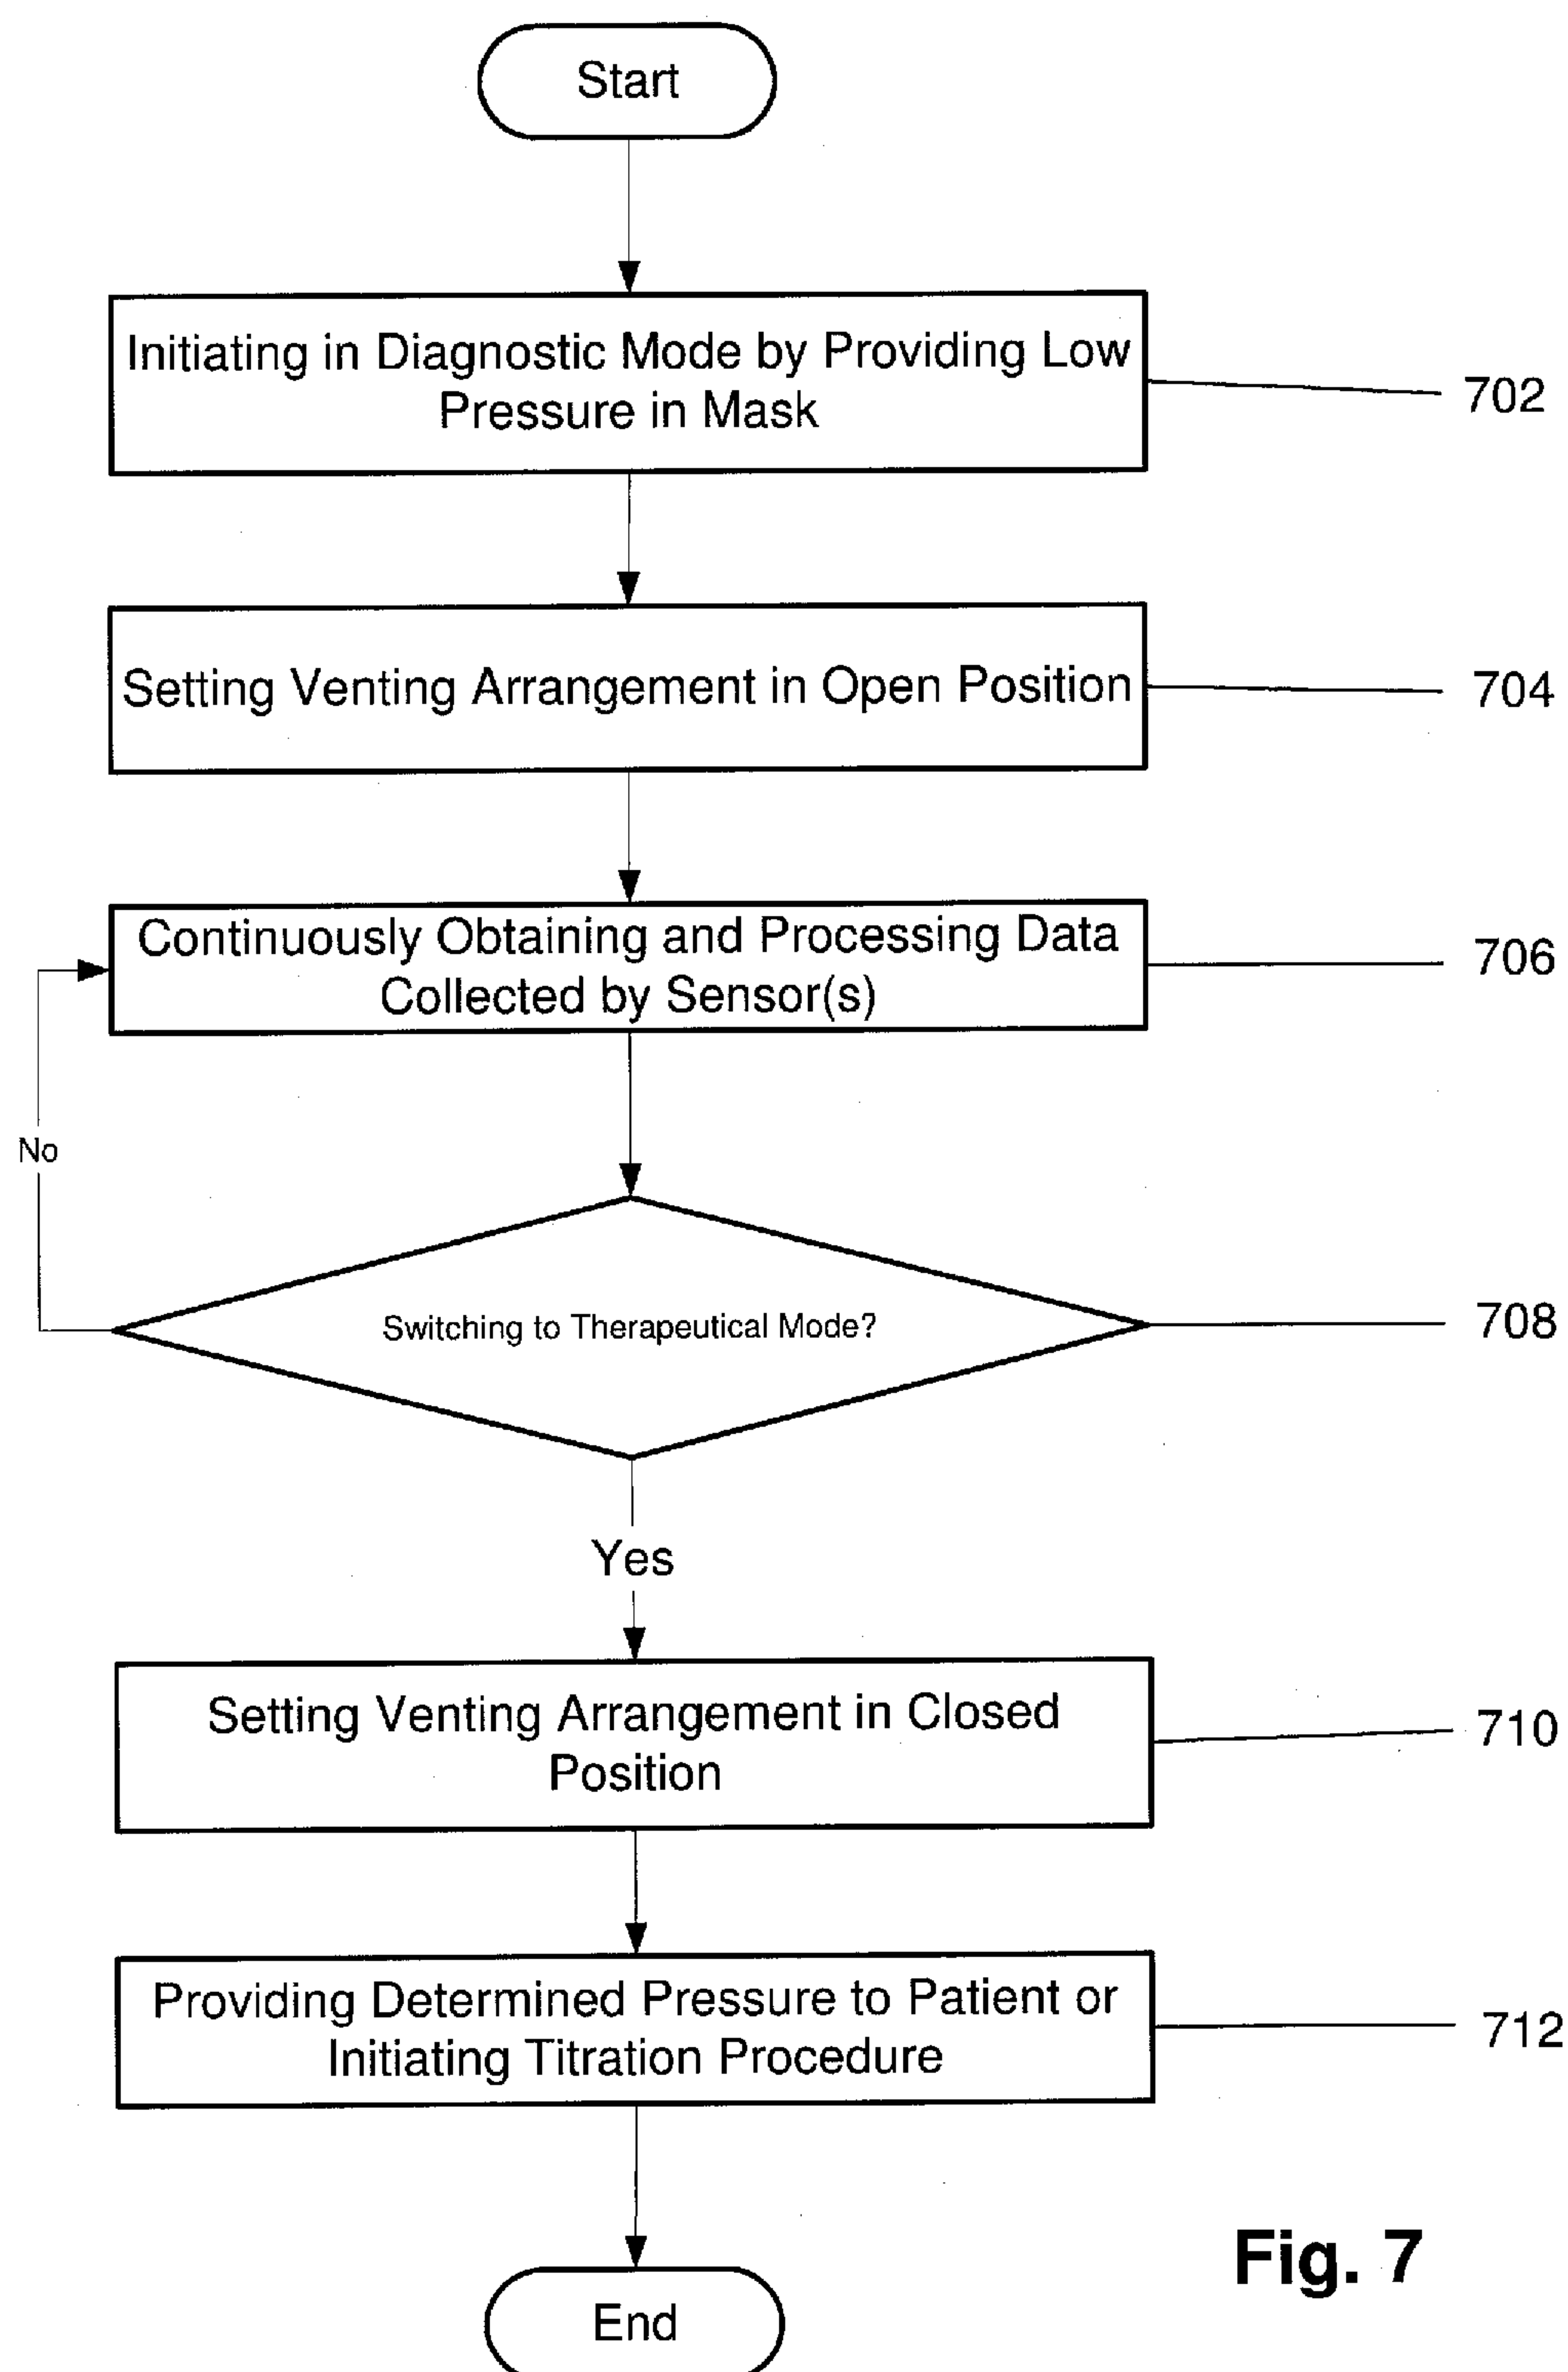 Start
Initiating in Diagnostic Mode by Providing Low
Pressure in Mask
702
Setting Venting Arrangement in Open Position
704
Continuously Obtaining and Processing Data
Collected by Sensor(s)
706
No
Switching to Therapeutical Mode?
708
Yes
Setting Venting Arrangement in Closed
Position
710
Providing Determined Pressure to Patient or
Initiating Titration Procedure
712
Fig. 7
End